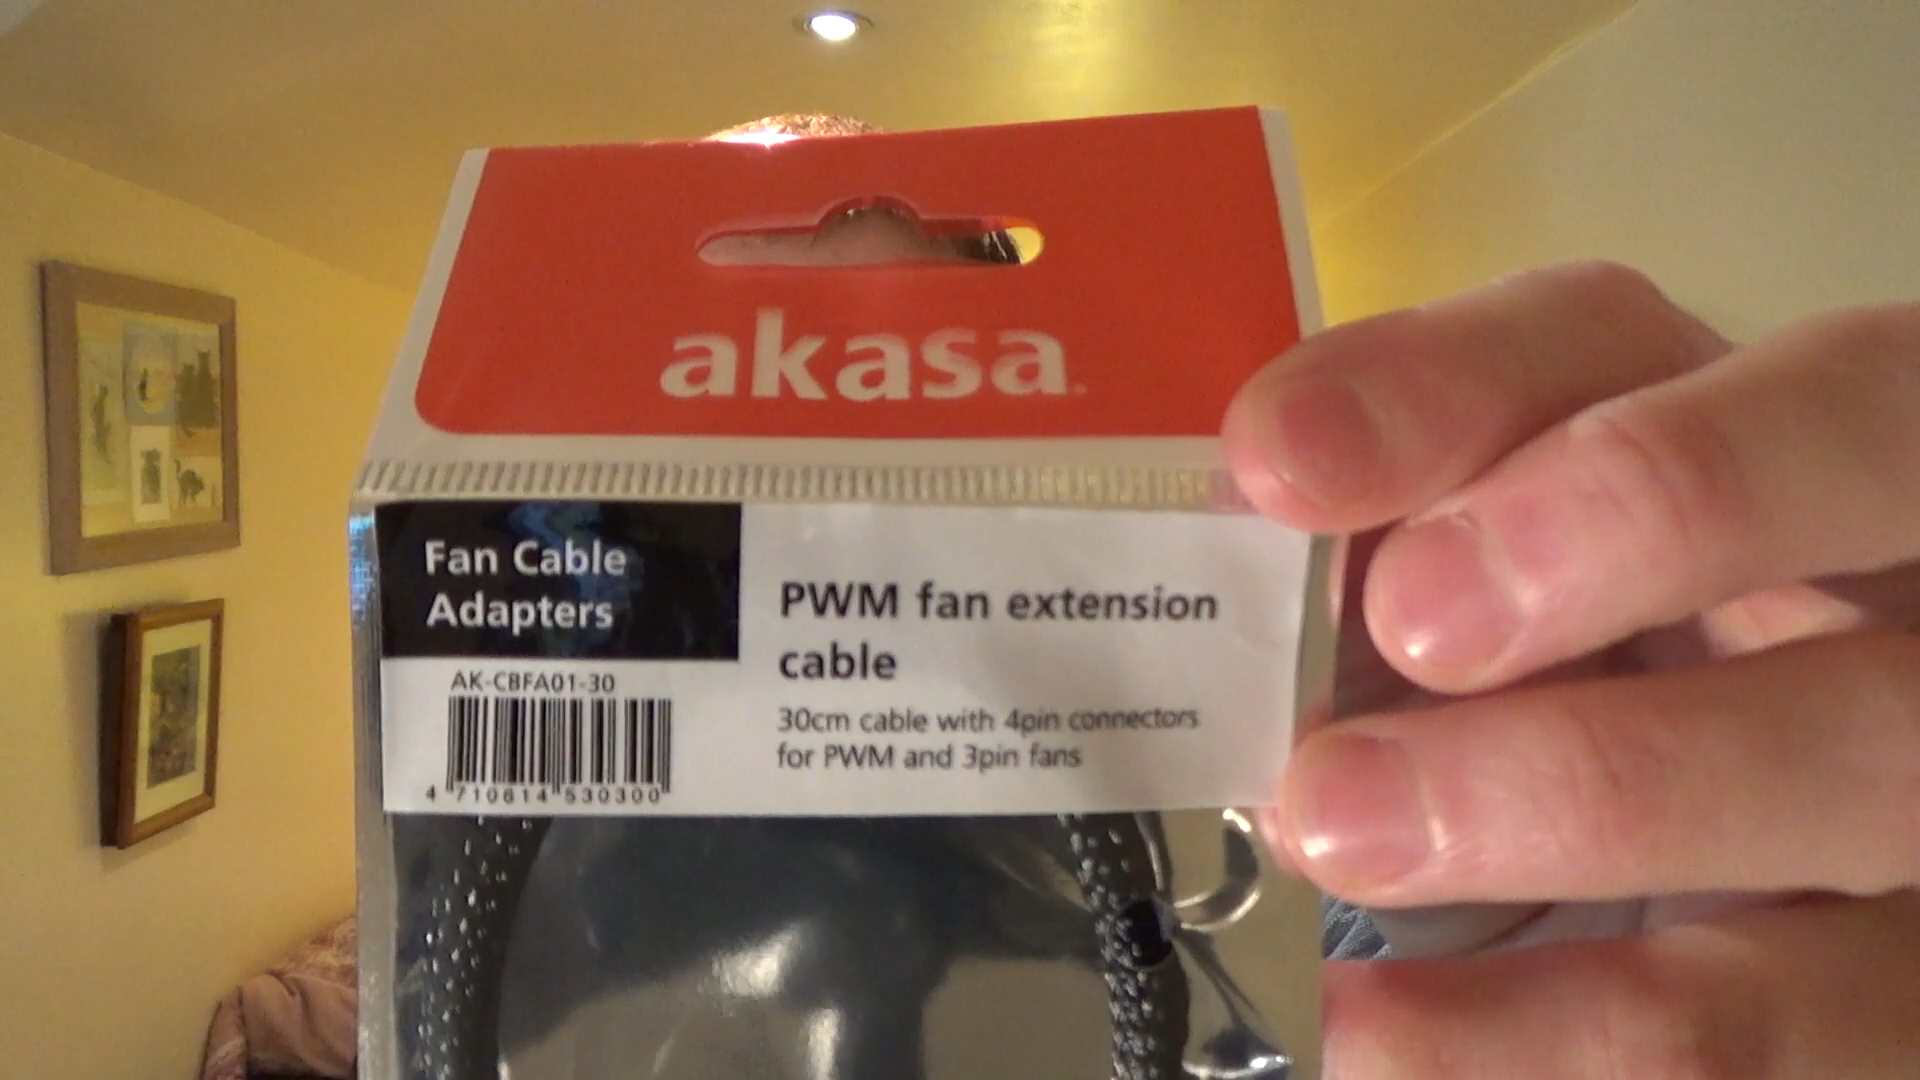 akasa
Fan Cable
Adapters
PWM fan extension
cable
AK-CBFA01-30
30cm cable with 4pin connectors
for PWM and 3pin fans
4 710614 530300